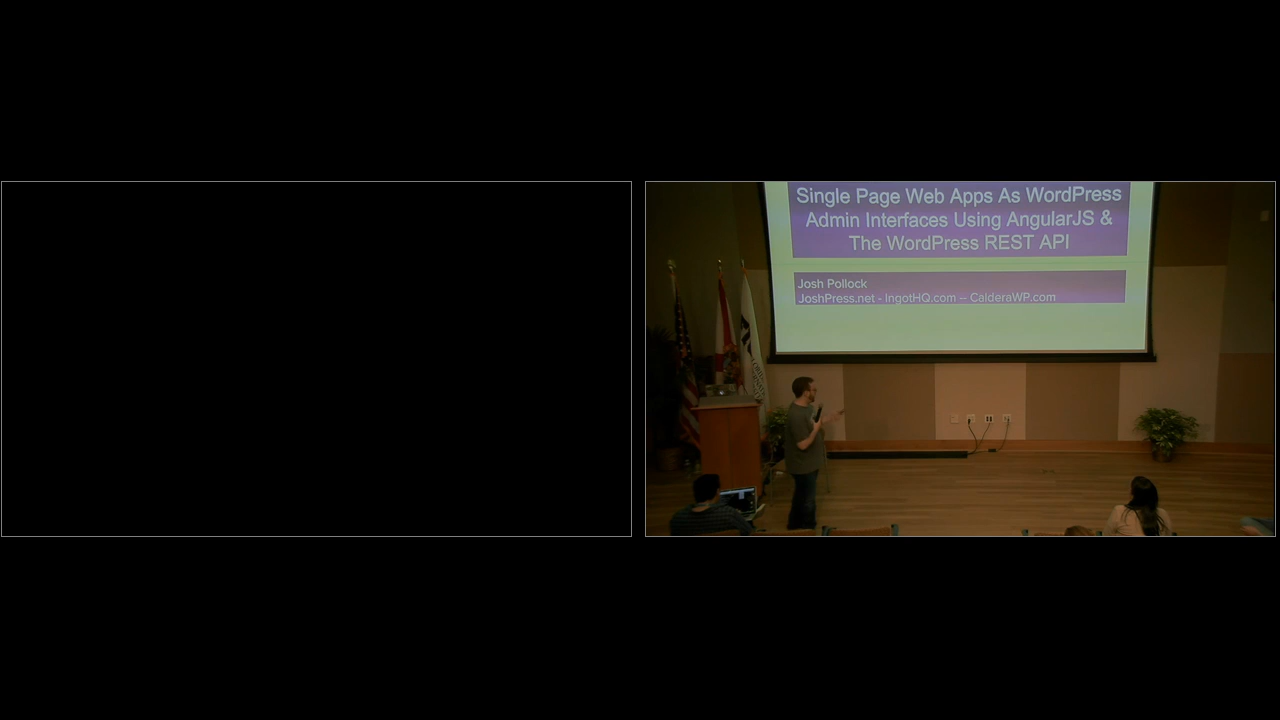 Single Page Web Apps As WordPress
Admin Interfaces Using AngularJS &
The WordPress REST API
Josh Pollock
JoshPress.net - IngotHQ.com – CalderaWP.com